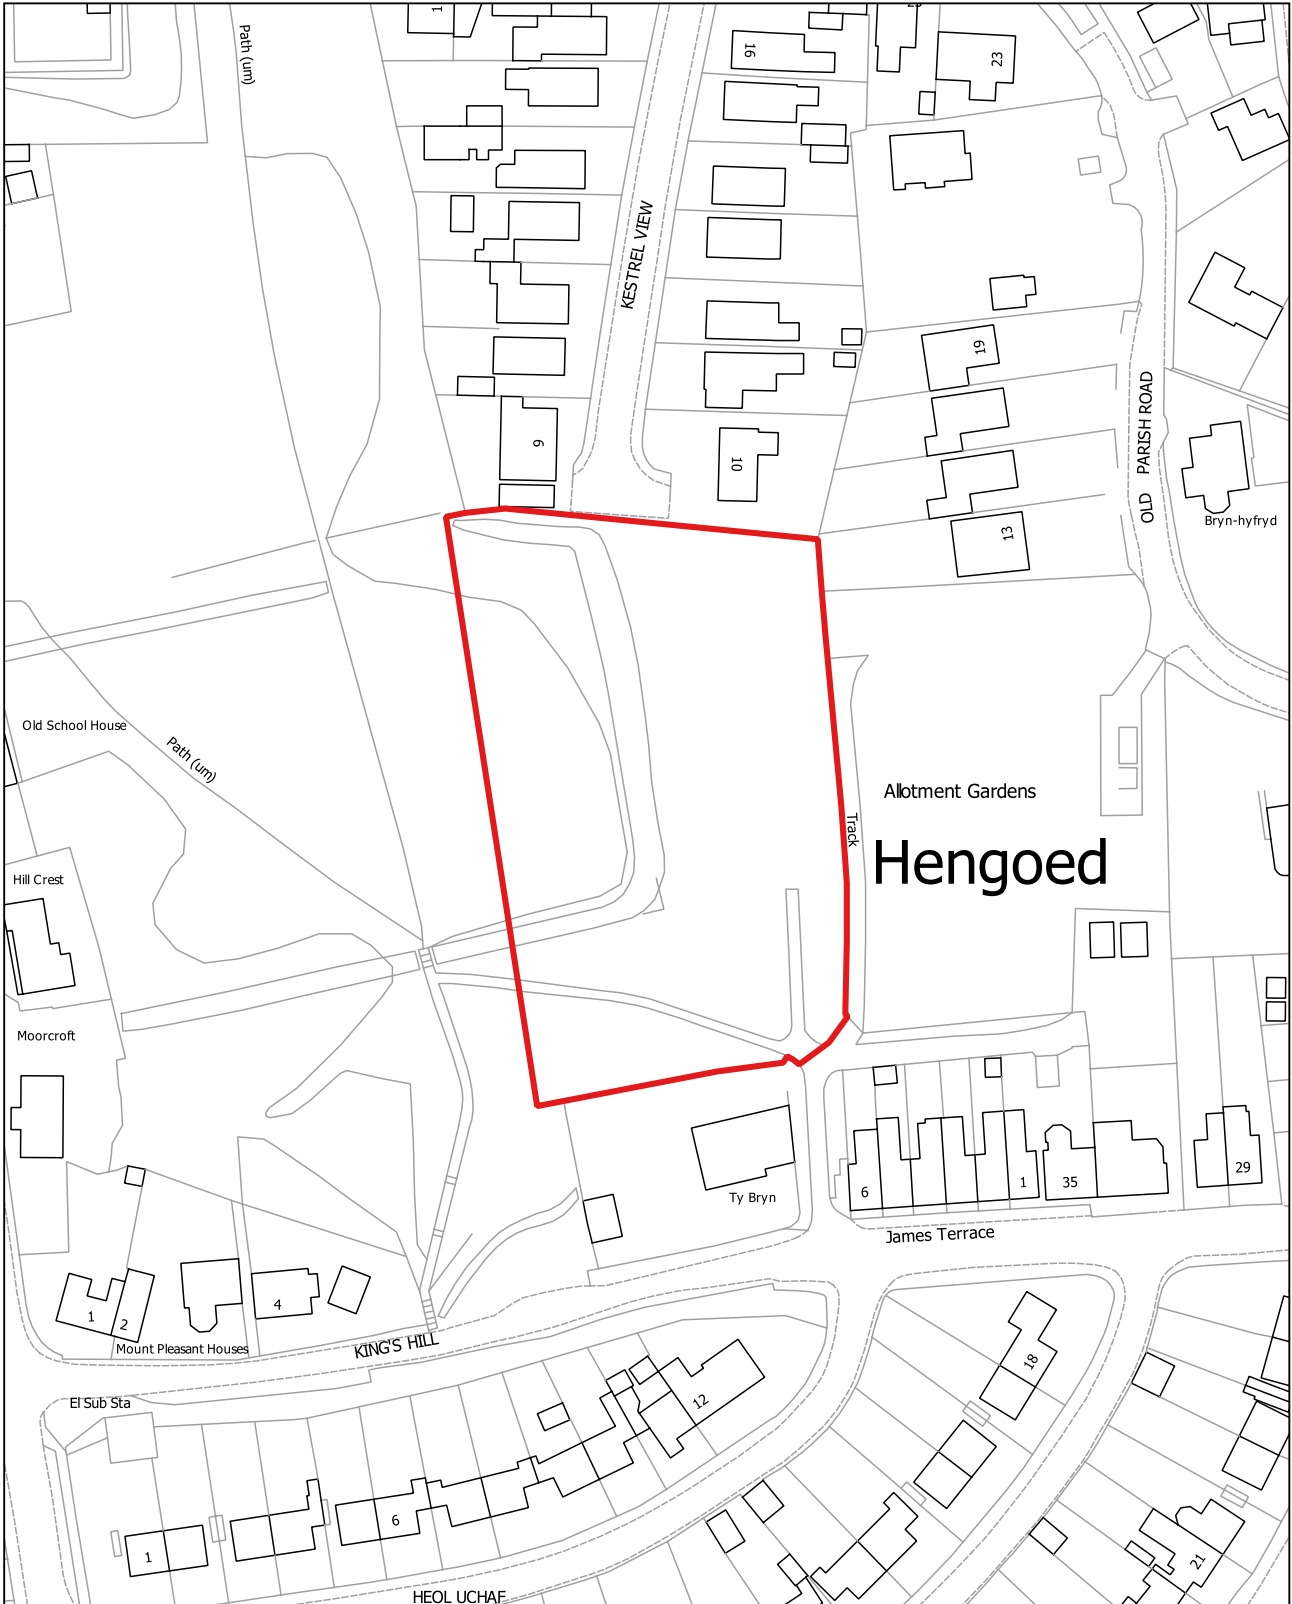 Path (um)
16
23
KESTREL VIEW
19
OLD PARISH ROAD
9
10
13
Bryn-hyfryd
Old School House
Path (um)
Allotment Gardens
Track
Hengoed
Hill Crest
Moorcroft
Ty Bryn
6
1
35
29
James Terrace
1
2
4
Mount Pleasant Houses
KING'S HILL
El Sub Sta
12
18
6
1
21
HEOL UCHAF